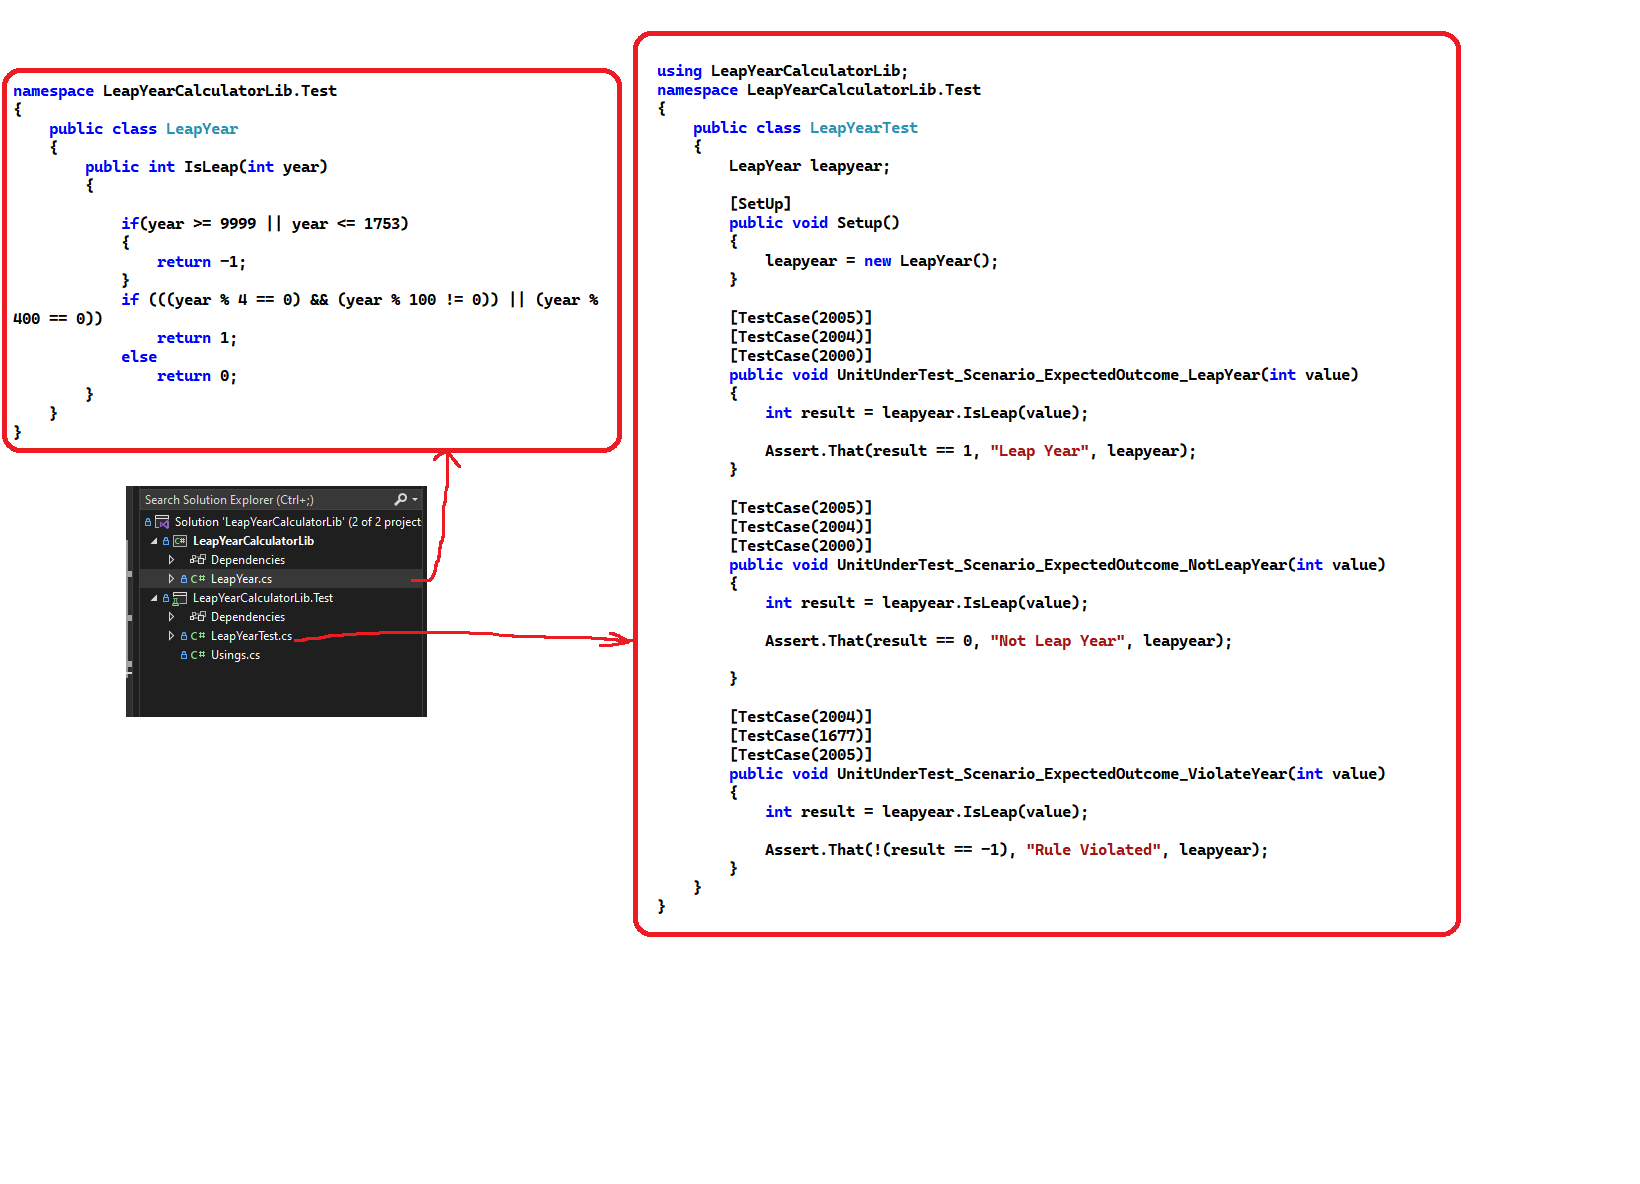 namespace LeapYearCalculatorLib.Test
{
    public class LeapYear
    {
        public int IsLeap(int year)
        {
            if(year >= 9999 || year <= 1753)
            {
                return -1;
            }
            if (((year % 4 == 0) && (year % 100 != 0)) || (year %
400 == 0))
                return 1;
            else
                return 0;
        }
    }
}
Search Solution Explorer (Ctrl+;)
Solution 'LeapYearCalculatorLib' (2 of 2 project
LeapYearCalculatorLib
Dependencies
C# LeapYear.cs
LeapYearCalculatorLib.Test
Dependencies
C# LeapYearTest.cs
C# Usings.cs
using LeapYearCalculatorLib;
namespace LeapYearCalculatorLib.Test
{
    public class LeapYearTest
    {
        LeapYear leapyear;
        [SetUp]
        public void Setup()
        {
            leapyear = new LeapYear();
        }
        [TestCase(2005)]
        [TestCase(2004)]
        [TestCase(2000)]
        public void UnitUnderTest_Scenario_ExpectedOutcome_LeapYear(int value)
        {
            int result = leapyear.IsLeap(value);
            Assert.That(result == 1, "Leap Year", leapyear);
        }
        [TestCase(2005)]
        [TestCase(2004)]
        [TestCase(2000)]
        public void UnitUnderTest_Scenario_ExpectedOutcome_NotLeapYear(int value)
        {
            int result = leapyear.IsLeap(value);
            Assert.That(result == 0, "Not Leap Year", leapyear);
        }
        [TestCase(2004)]
        [TestCase(1677)]
        [TestCase(2005)]
        public void UnitUnderTest_Scenario_ExpectedOutcome_ViolateYear(int value)
        {
            int result = leapyear.IsLeap(value);
            Assert.That(!(result == -1), "Rule Violated", leapyear);
        }
    }
}